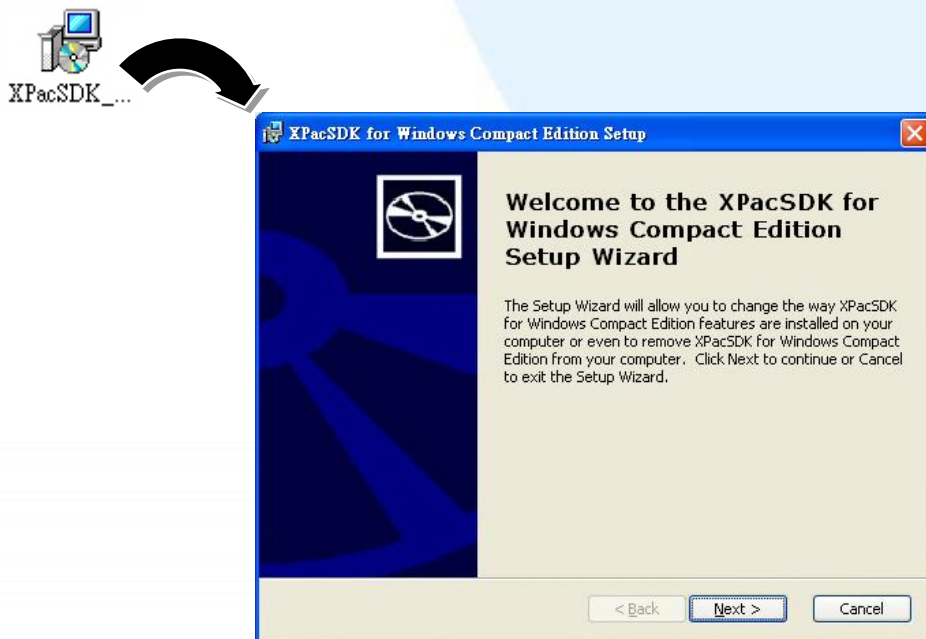 XPacSDK_...
XPacSDK for Windows Compact Edition Setup
Welcome to the XPacSDK for
Windows Compact Edition
Setup Wizard
The Setup Wizard will allow you to change the way XPacSDK
for Windows Compact Edition features are installed on your
computer or even to remove XPacSDK for Windows Compact
Edition from your computer. Click Next to continue or Cancel
to exit the Setup Wizard.
< Back Next > Cancel